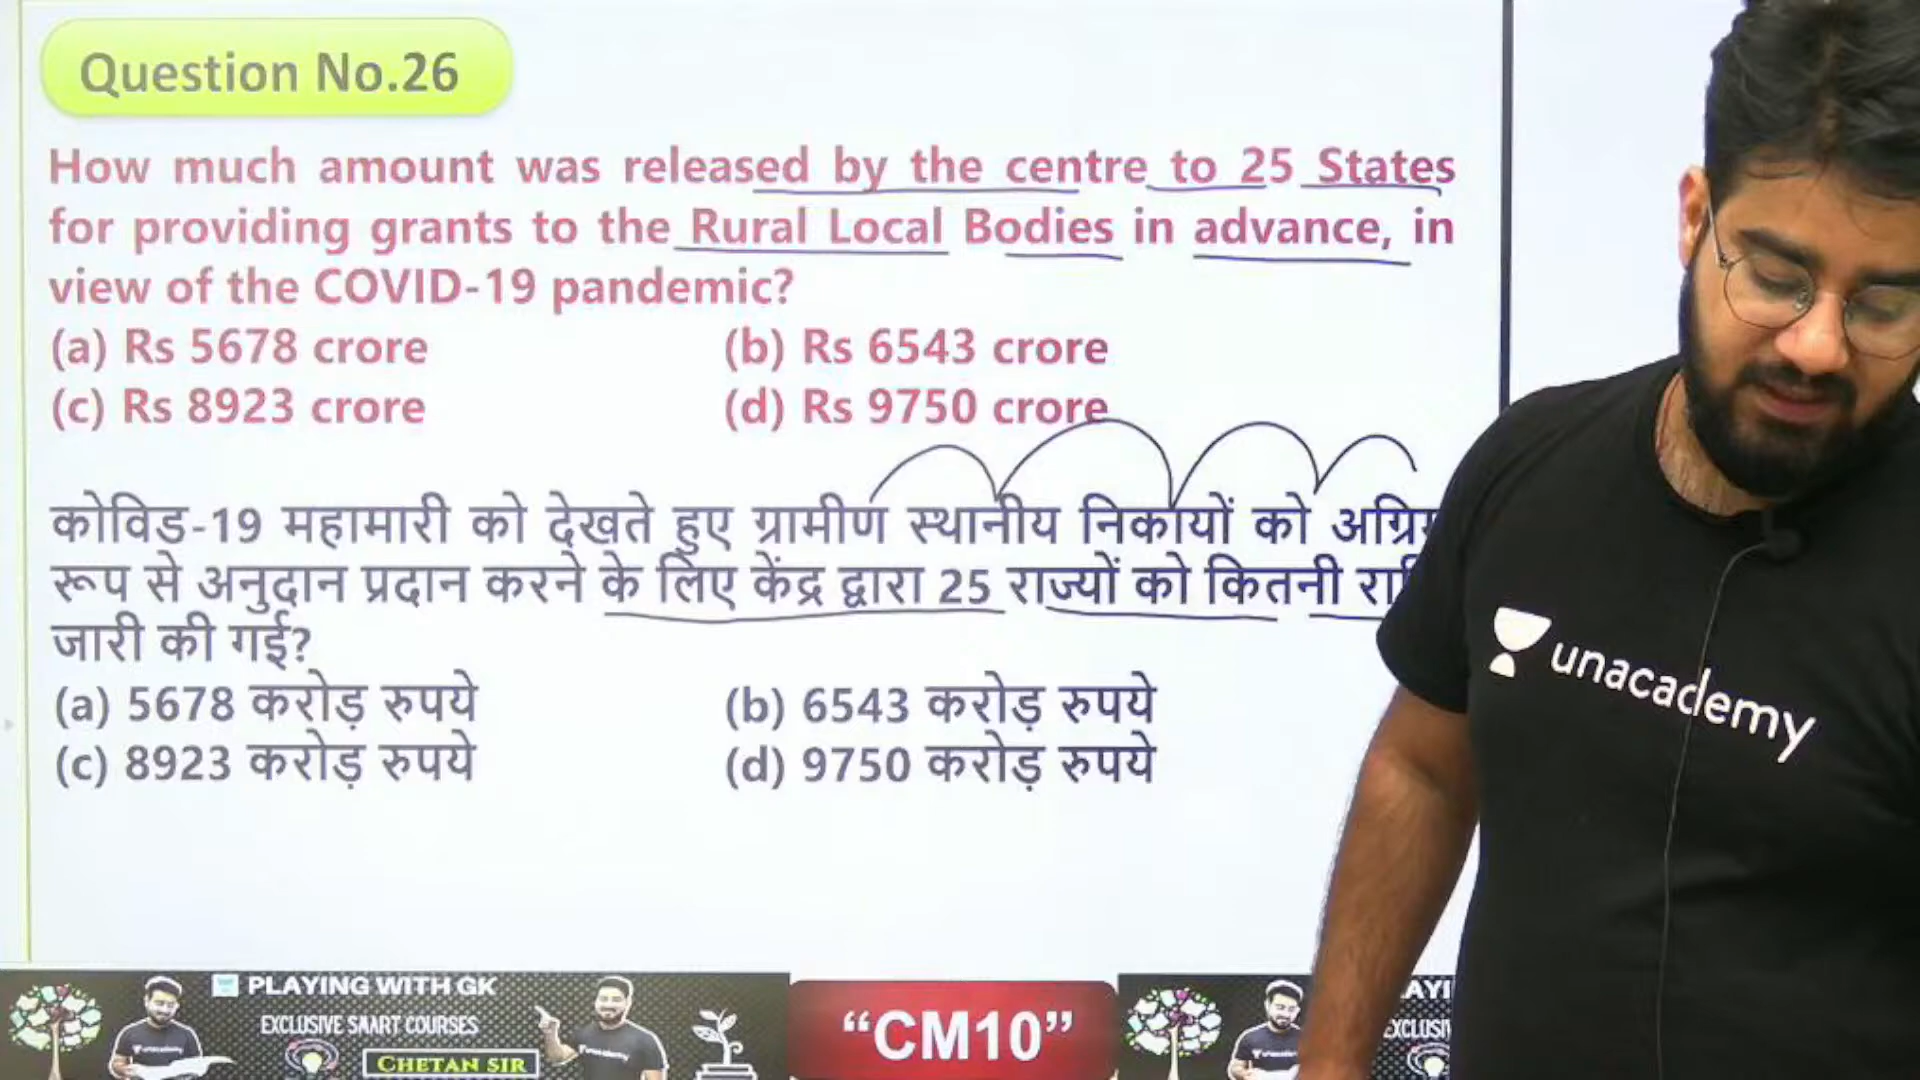 Question No.26
How much amount was released by the centre to 25 States
for providing grants to the Rural Local Bodies in advance, in
view of the COVID-19 pandemic?
(a) Rs 5678 crore (b) Rs 6543 crore
(c) Rs 8923 crore (d) Rs 9750 crore
कोविड-19 महामारी को देखते हुए ग्रामीण स्थानीय निकायों को
रूप से अनुदान प्रदान करने के लिए केंद्र द्वारा 25 राज्यों को कितनी
जारी की गई?
(a) 5678 करोड़ रुपये (b) 6543 करोड़ रुपये
(c) 8923 करोड़ रुपये (d) 9750 करोड़ रुपये
unacademy
PLAYING WITH GK
EXCLUSIVE SMART COURSES
CHETAN SIR
"CM10"